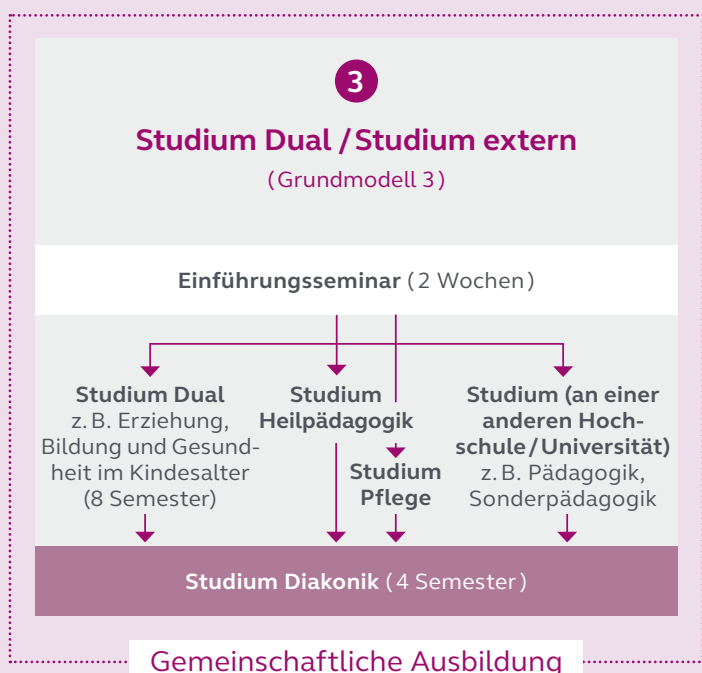 3
Studium Dual / Studium extern
(Grundmodell 3)
Einführungsseminar (2 Wochen)
Studium Dual
z. B. Erziehung,
Bildung und Gesund-
heit im Kindesalter
(8 Semester)
Studium
Heilpädagogik
Studium
Pflege
Studium (an einer
anderen Hoch-
schule / Universität)
z. B. Pädagogik,
Sonderpädagogik
Studium Diakonik (4 Semester)
Gemeinschaftliche Ausbildung